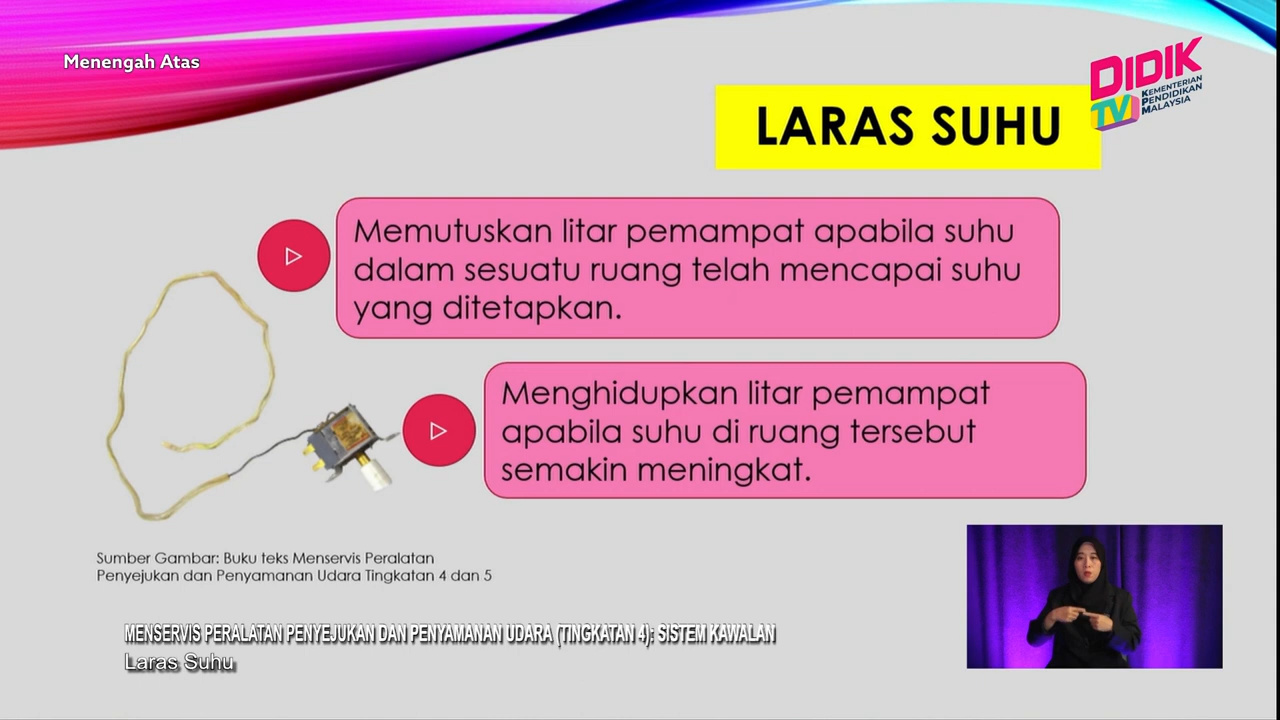 Menengah Atas
DIDIK
TV
KEMENTERIAN
PENDIDIKAN
MALAYSIA
LARAS SUHU
Memutuskan litar pemampat apabila suhu
dalam sesuatu ruang telah mencapai suhu
yang ditetapkan.
Menghidupkan litar pemampat
apabila suhu di ruang tersebut
semakin meningkat.
Sumber Gambar: Buku teks Menservis Peralatan
Penyejukan dan Penyamanan Udara Tingkatan 4 dan 5
MENSERVIS PERALATAN PENYEJUKAN DAN PENYAMANAN UDARA (TINGKATAN 4): SISTEM KAWALAN
Laras Suhu